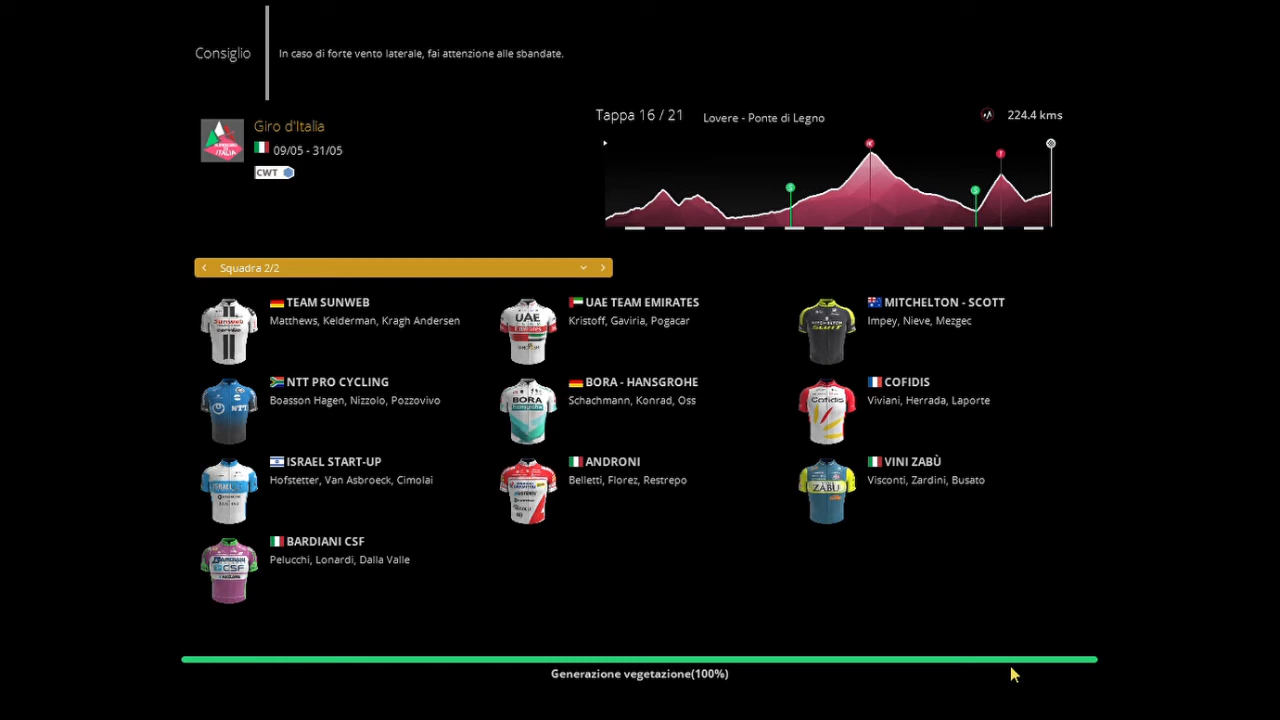 Consiglio
In caso di forte vento laterale, fai attenzione alle sbandate.
Giro d'Italia
09/05 - 31/05
CWT
Tappa 16 / 21
Lovere - Ponte di Legno
224.4 kms
Squadra 2/2
TEAM SUNWEB
Matthews, Kelderman, Kragh Andersen
UAE TEAM EMIRATES
Kristoff, Gaviria, Pogacar
MITCHELTON - SCOTT
Impey, Nieve, Mezgec
NTT PRO CYCLING
Boasson Hagen, Nizzolo, Pozzovivo
BORA - HANSGROHE
Schachmann, Konrad, Oss
COFIDIS
Viviani, Herrada, Laporte
ISRAEL START-UP
Hofstetter, Van Asbroeck, Cimolai
ANDRONI
Belletti, Florez, Restrepo
VINI ZABÙ
Visconti, Zardini, Busato
BARDIANI CSF
Pelucchi, Lonardi, Dalla Valle
Generazione vegetazione(100%)